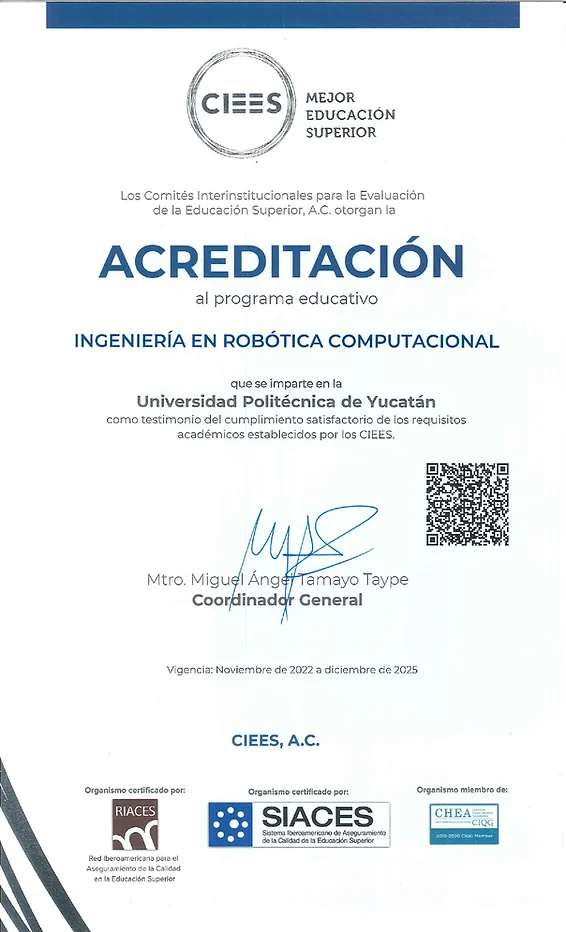 CIEES
MEJOR
EDUCACIÓN
SUPERIOR
Los Comités Interinstitucionales para la Evaluación
de la Educación Superior, A.C. otorgan la
ACREDITACIÓN
al programa educativo
INGENIERÍA EN ROBÓTICA COMPUTACIONAL
que se imparte en la
Universidad Politécnica de Yucatán
como testimonio del cumplimiento satisfactorio de los requisitos
académicos establecidos por los CIEES.
Mtro. Miguel Ángel Tamayo Taype
Coordinador General
Vigencia: Noviembre de 2022 a diciembre de 2025
CIEES, A.C.
Organismo certificado por:
RIACES
Red Iberoamericana para el
Aseguramiento de la Calidad
en la Educación Superior
Organismo certificado por:
SIACES
Sistema Iberoamericano de Aseguramiento
de la Calidad de la Educación Superior
Organismo miembro de:
CHEA
CIQG
2019-2020 CIQG Member